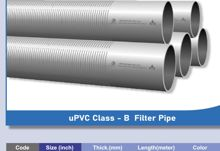 uPVC Class - B Filter Pipe
Code Size (inch) Thick (mm) Length(meter) Color